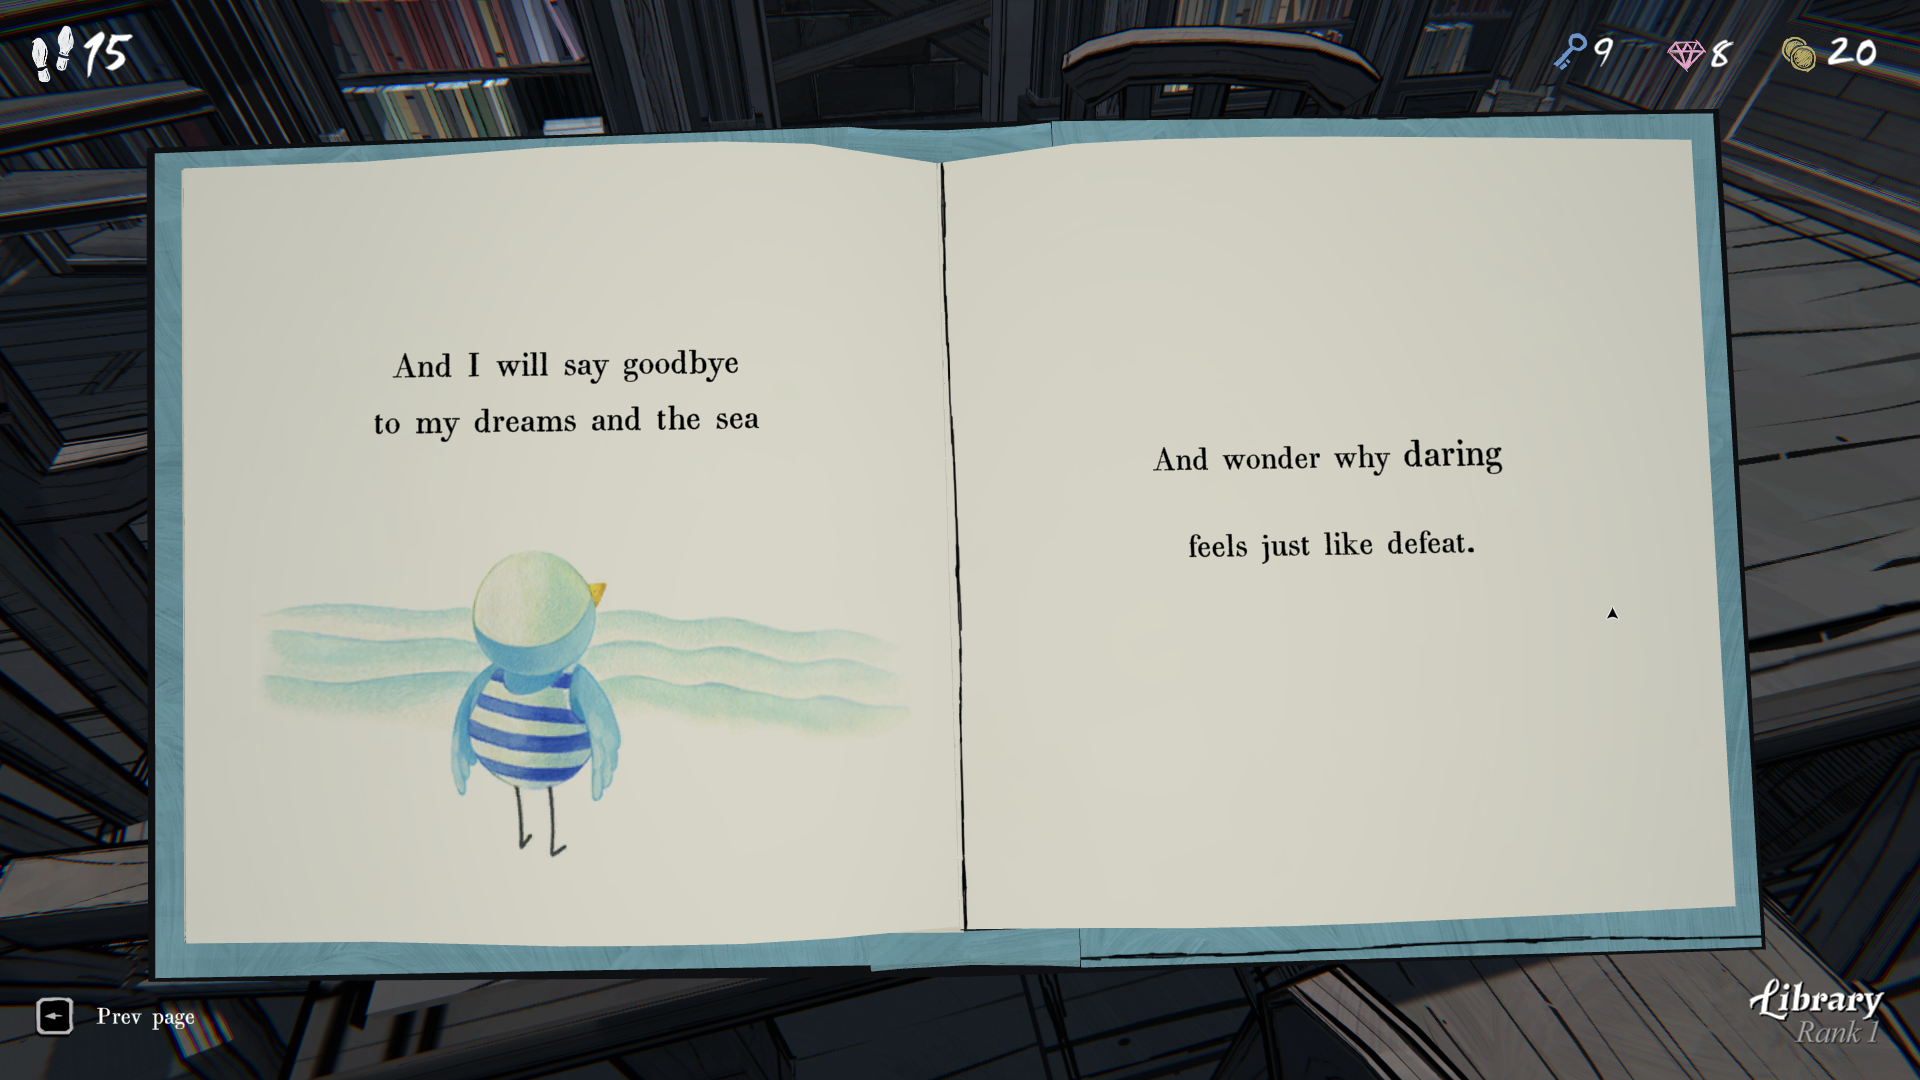 15
9
8
20
And I will say goodbye
to my dreams and the sea
And wonder why daring
feels just like defeat.
Prev page
Library
Rank 1